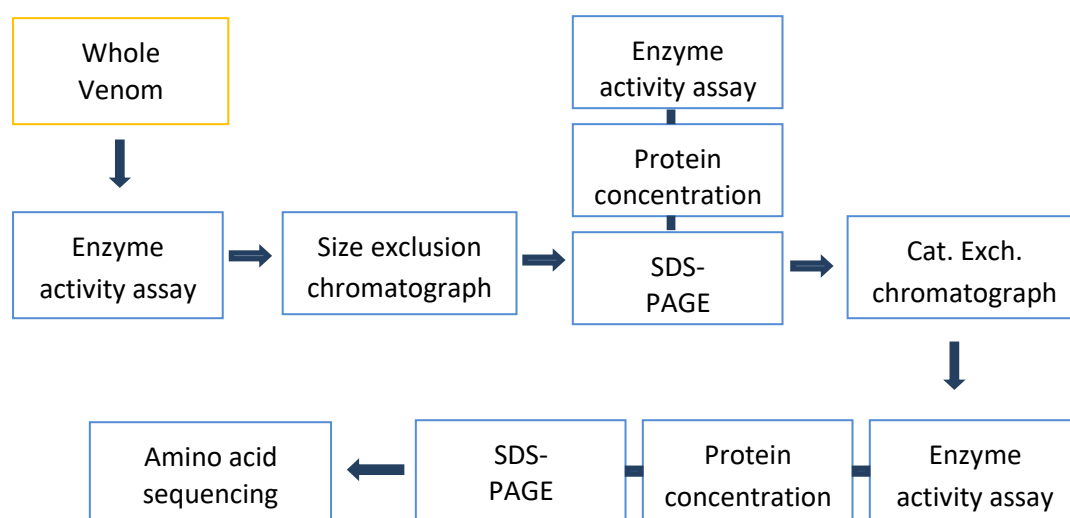 Whole
Venom
Enzyme
activity assay
Size exclusion
chromatograph
Enzyme
activity assay
Protein
concentration
SDS-
PAGE
Cat. Exch.
chromatograph
Enzyme
activity assay
Protein
concentration
SDS-
PAGE
Amino acid
sequencing